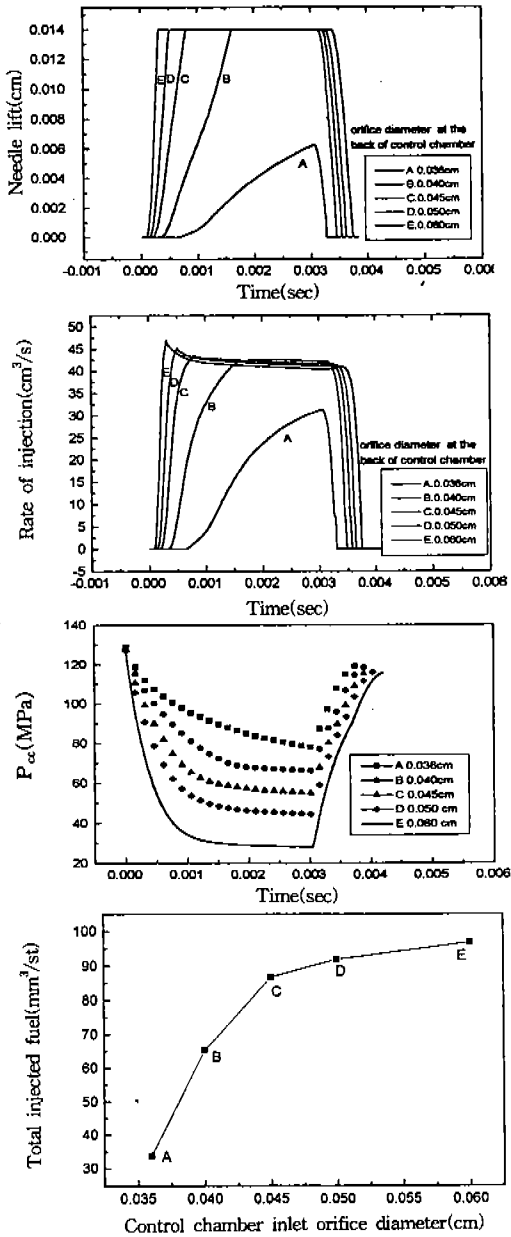 Needle lift(cm)
0.014
0.012
0.010
0.008
0.006
0.004
0.002
0.000
E D C B
A
orifice diameter at the
back of control chamber
A 0.036cm
B 0.040cm
C 0.045cm
D 0.050cm
E 0.060cm
-0.001 0.000 0.001 0.002 0.003 0.004 0.005
Time(sec)
Rate of injection(cm³/s)
50
45
40
35
30
25
20
15
10
5
0
-5
E
D
C
B
A
orifice diameter at the
back of control chamber
A 0.036cm
B 0.040cm
C 0.045cm
D 0.050cm
E 0.060cm
-0.001 0.000 0.001 0.002 0.003 0.004 0.005 0.006
Time(sec)
Pcc(MPa)
140
120
100
80
60
40
20
A 0.036cm
B 0.040cm
C 0.045cm
D 0.050 cm
E 0.060 cm
0.000 0.001 0.002 0.003 0.004 0.005 0.006
Time(sec)
Total injected fuel(mm³/st)
100
90
80
70
60
50
40
30
A
B
C
D
E
0.035 0.040 0.045 0.050 0.055 0.060
Control chamber inlet orifice diameter(cm)